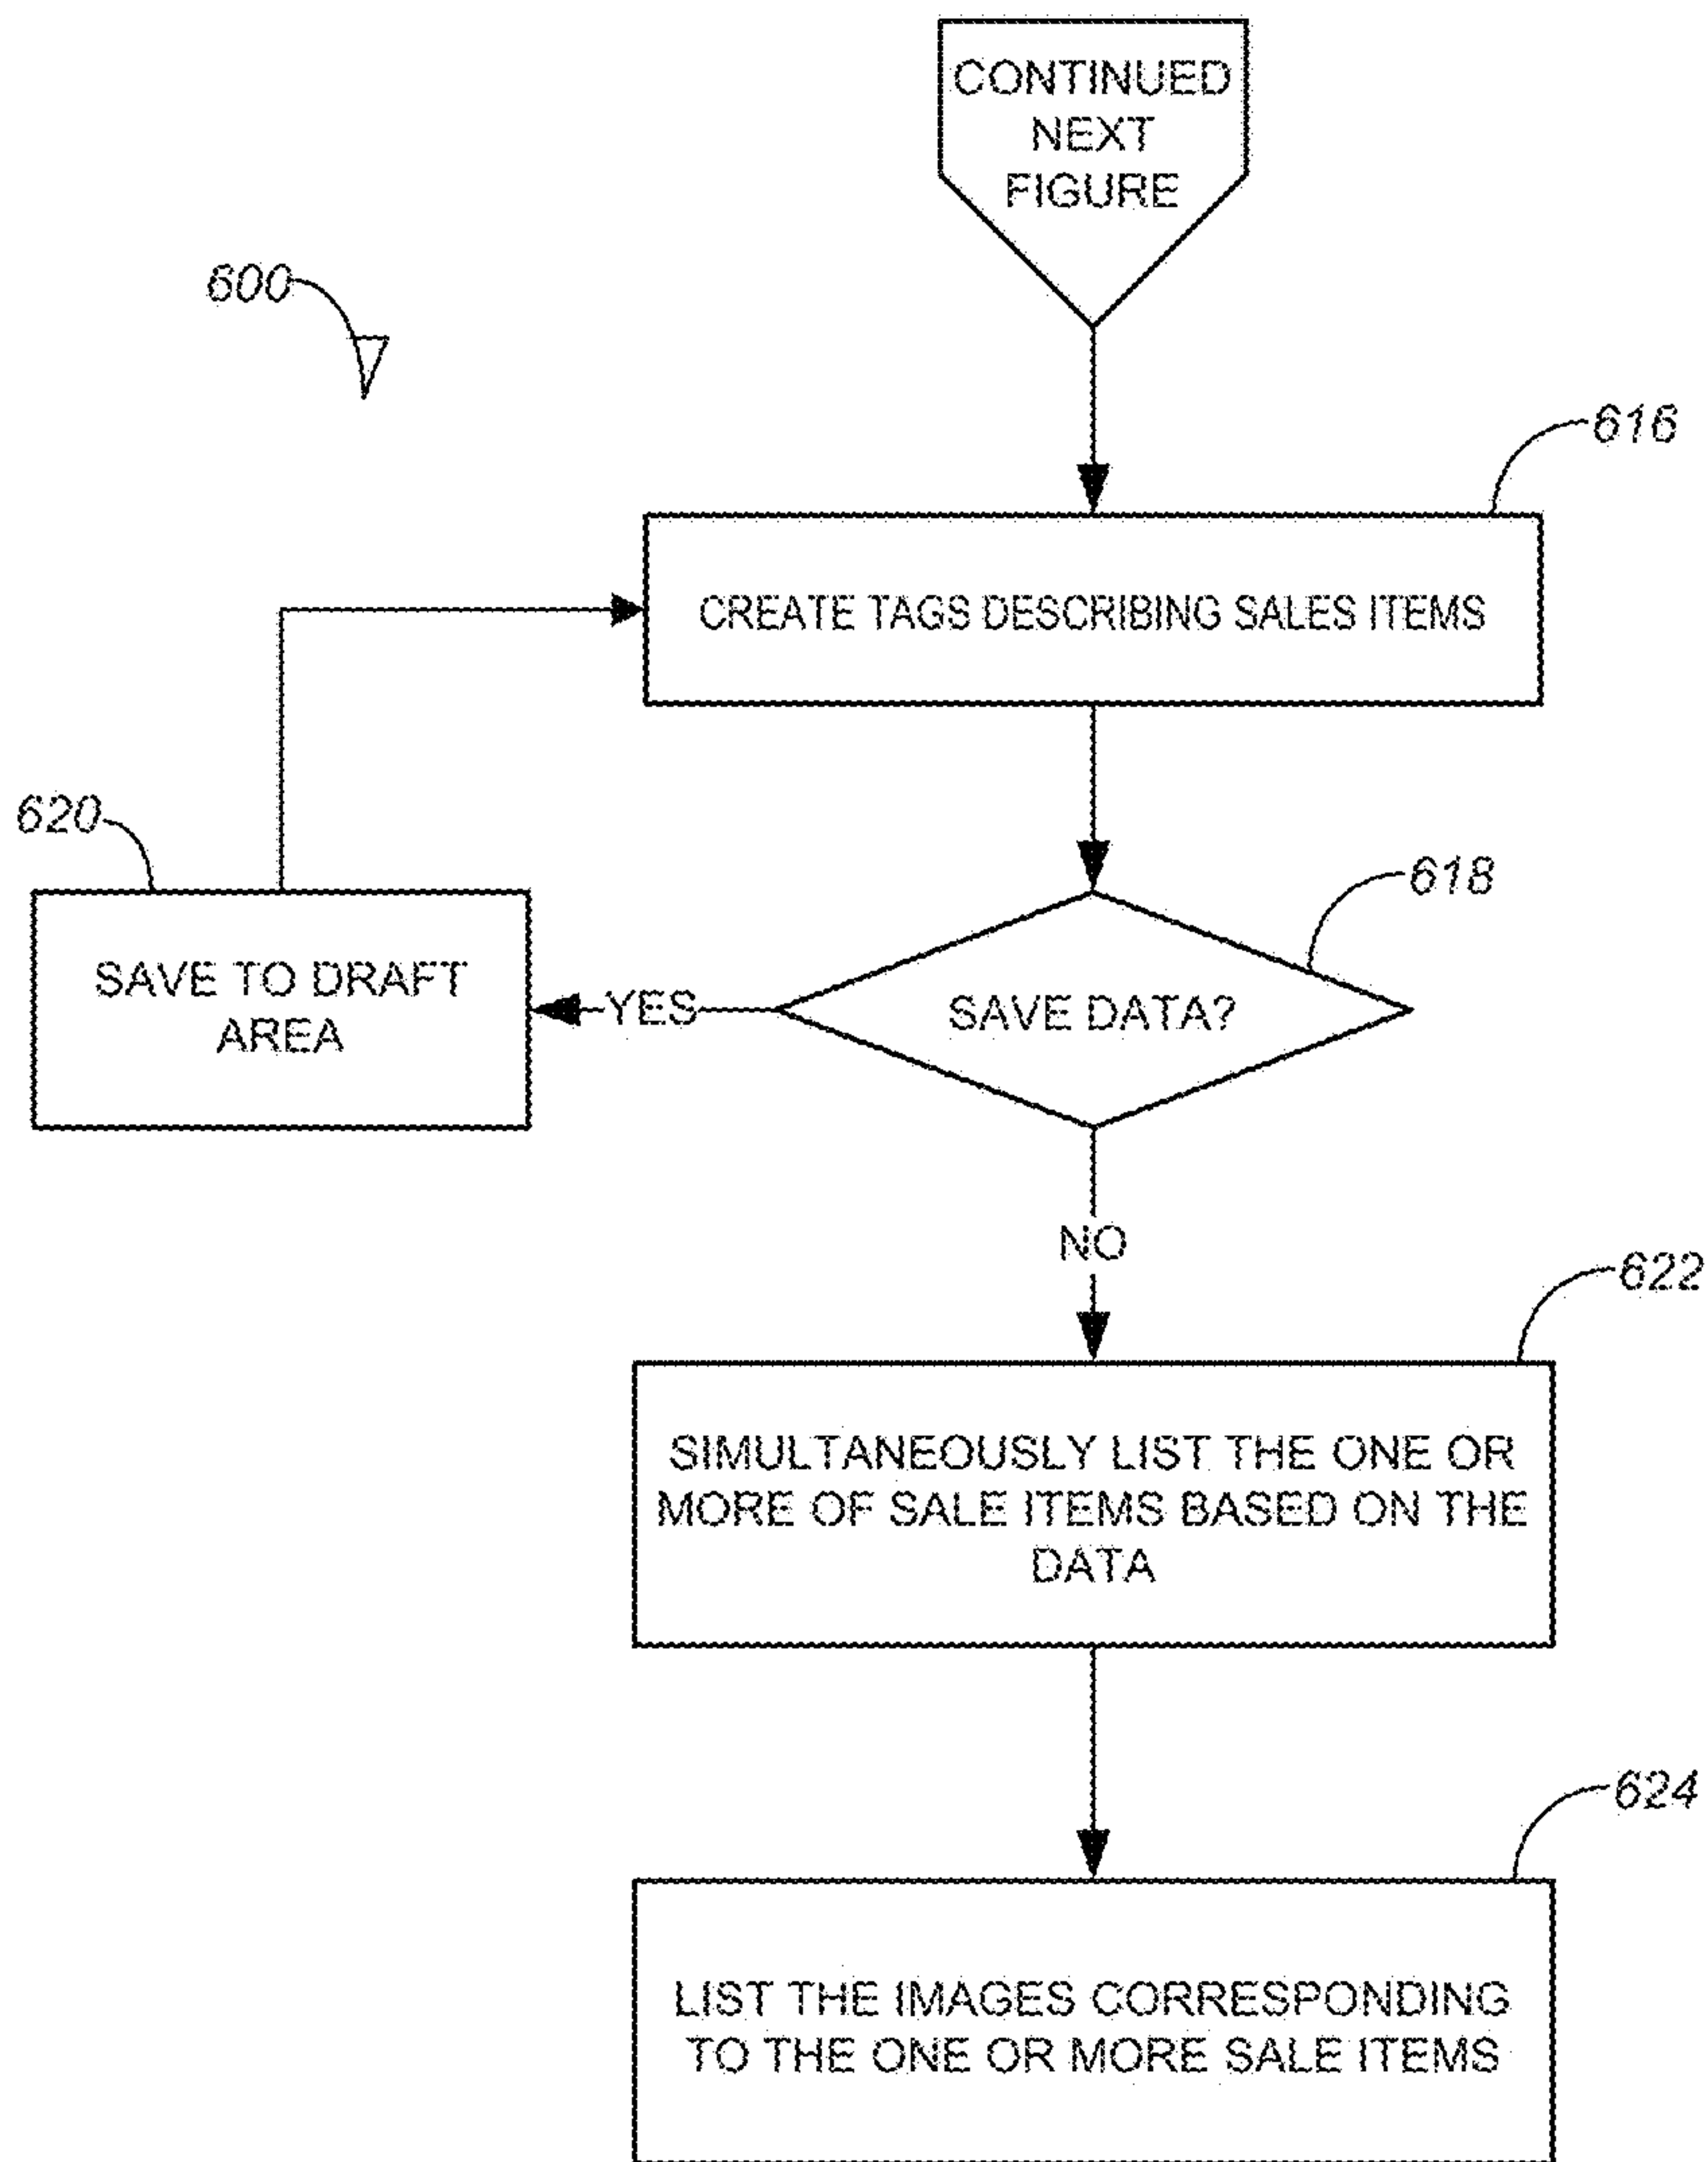 CONTINUED
NEXT
FIGURE
600
616
CREATE TAGS DESCRIBING SALES ITEMS
620
618
SAVE TO DRAFT
AREA
YES
SAVE DATA?
NO
622
SIMULTANEOUSLY LIST THE ONE OR
MORE OF SALE ITEMS BASED ON THE
DATA
624
LIST THE IMAGES CORRESPONDING
TO THE ONE OR MORE SALE ITEMS